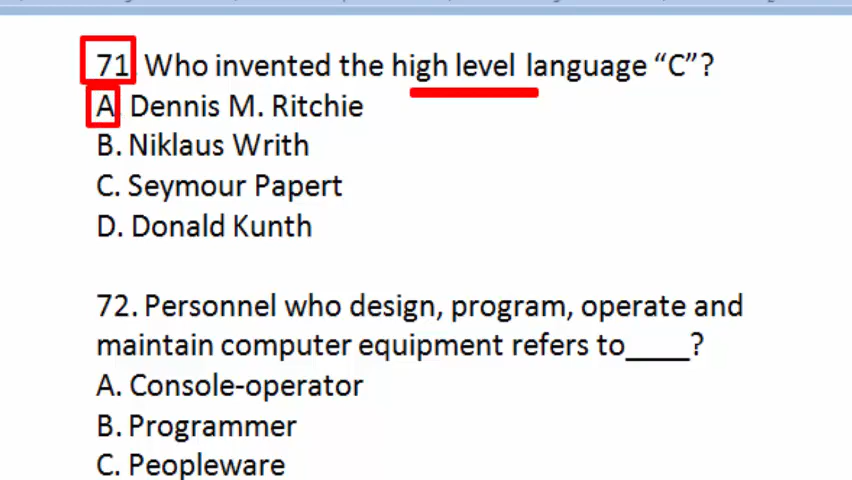 71. Who invented the high level language “C”?
A. Dennis M. Ritchie
B. Niklaus Writh
C. Seymour Papert
D. Donald Kunth
72. Personnel who design, program, operate and
maintain computer equipment refers to____?
A. Console-operator
B. Programmer
C. Peopleware